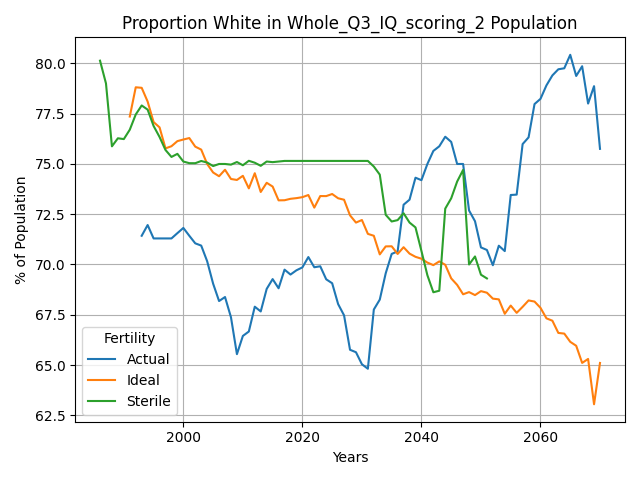 Proportion White in Whole_Q3_IQ_scoring_2 Population
% of Population
80.0
77.5
75.0
72.5
70.0
67.5
65.0
62.5
Fertility
Actual
Ideal
Sterile
2000
2020
2040
2060
Years